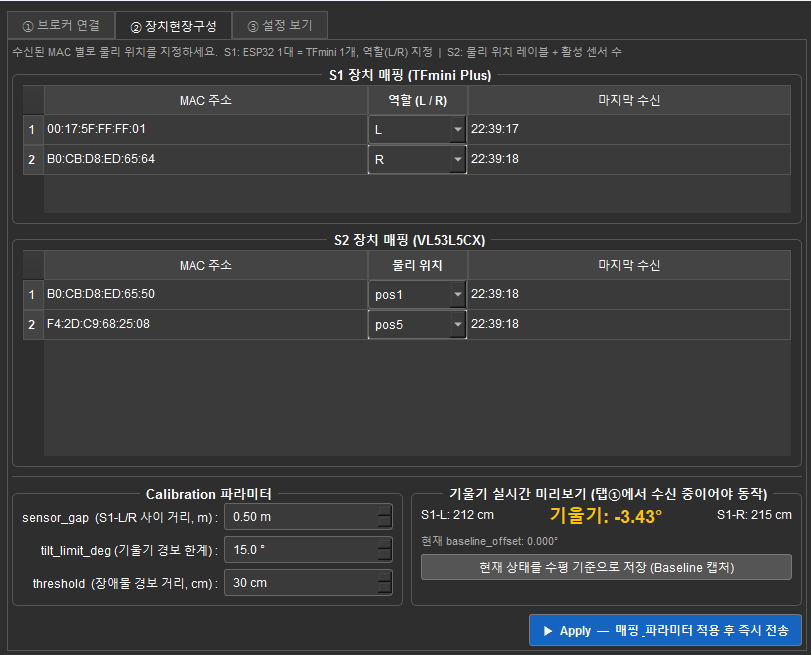 ① 브로커 연결 ② 장치현장구성 ③ 설정 보기
수신된 MAC 별로 물리 위치를 지정하세요. S1: ESP32 1대 = TFmini 1개, 역할(L/R) 지정 | S2: 물리 위치 레이블 + 활성 센서 수
S1 장치 매핑 (TFmini Plus)
MAC 주소 역할 (L / R) 마지막 수신
1 00:17:5F:FF:FF:01 L 22:39:17
2 B0:CB:D8:ED:65:64 R 22:39:18
S2 장치 매핑 (VL53L5CX)
MAC 주소 물리 위치 마지막 수신
1 B0:CB:D8:ED:65:50 pos1 22:39:18
2 F4:2D:C9:68:25:08 pos5 22:39:18
Calibration 파라미터
sensor_gap (S1-L/R 사이 거리, m) : 0.50 m
tilt_limit_deg (기울기 경보 한계) : 15.0 °
threshold (장애물 경보 거리, cm) : 30 cm
기울기 실시간 미리보기 (탭①에서 수신 중이어야 동작)
S1-L: 212 cm 기울기: -3.43° S1-R: 215 cm
현재 baseline_offset: 0.000°
현재 상태를 수평 기준으로 저장 (Baseline 캡처)
▶ Apply — 매핑_파라미터 적용 후 즉시 전송